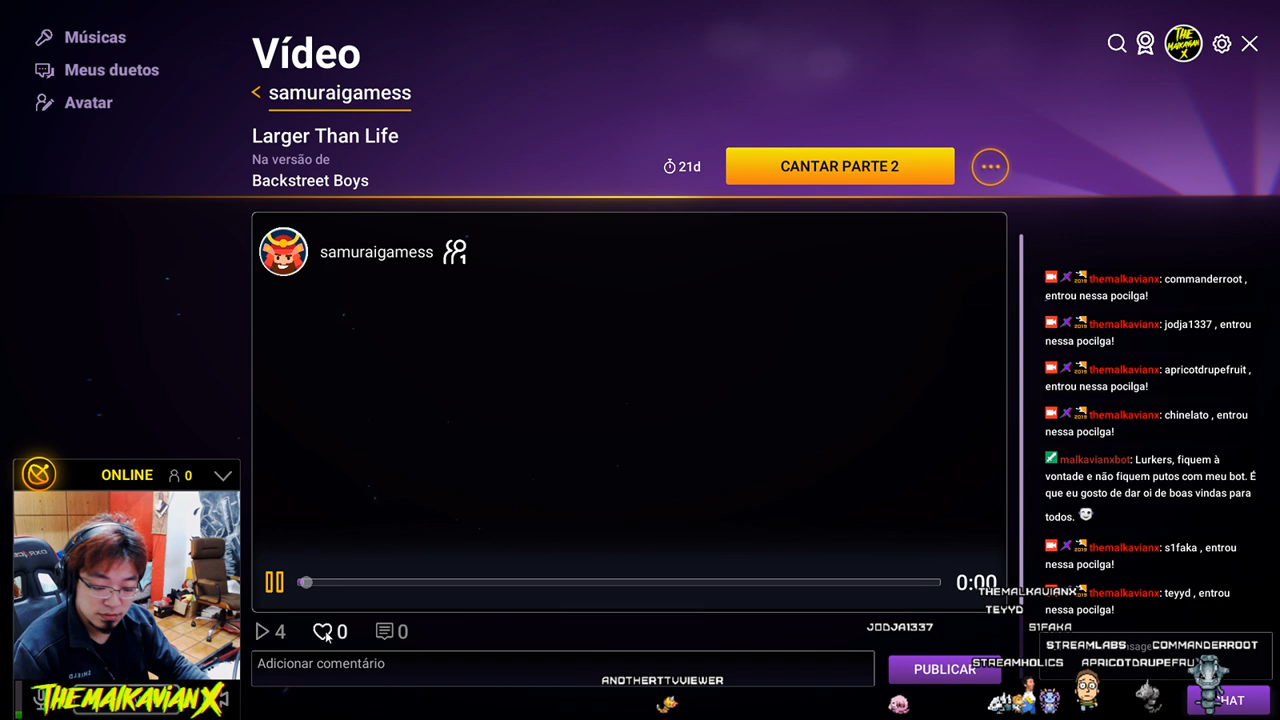 Músicas
Meus duetos
Avatar
Vídeo
< samuraigamess
Larger Than Life
Na versão de
Backstreet Boys
21d
CANTAR PARTE 2
THE
MALKAVIAN
X
samuraigamess
0:00
4
0
0
Adicionar comentário
PUBLICAR
ONLINE
0
THEMALKAVIANX
themalkavianx: commanderroot ,
entrou nessa pocilga!
themalkavianx: jodja1337 , entrou
nessa pocilga!
themalkavianx: apricotdrupefruit ,
entrou nessa pocilga!
themalkavianx: chinelato , entrou
nessa pocilga!
malkavianxbot: Lurkers, fiquem à
vontade e não fiquem putos com meu bot. É
que eu gosto de dar oi de boas vindas para
todos.
themalkavianx: s1faka , entrou
nessa pocilga!
themalkavianx: teyyd , entrou
nessa pocilga!
THEMALKAVIANX
TEYYD
JODJA1337
S1FAKA
STREAMLABS
COMMANDERROOT
STREAMHOLICS
APRICOTDRUPEFRU
ANOTHERTTVVIEWER
HAT